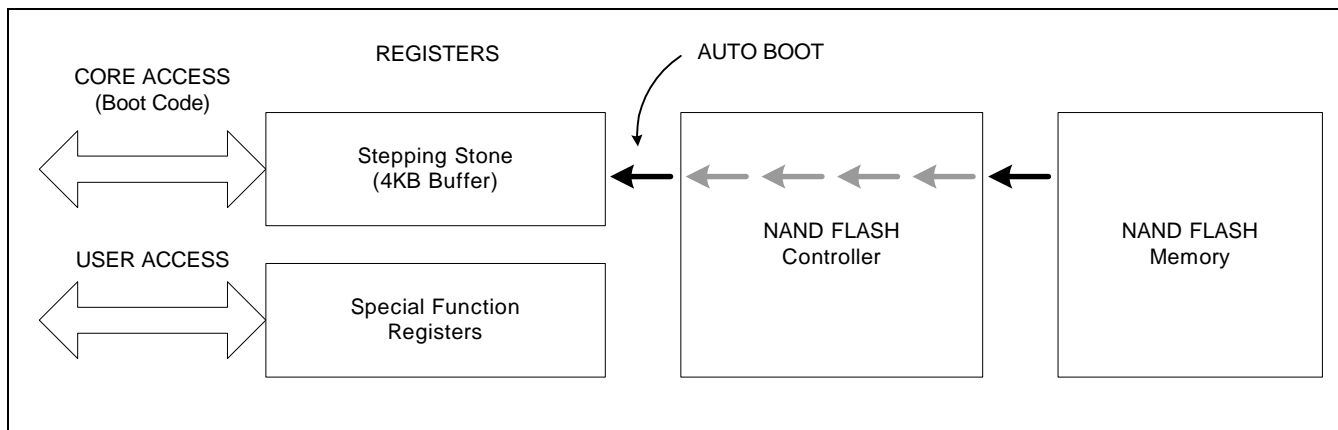 REGISTERS
AUTO BOOT
CORE ACCESS
(Boot Code)
Stepping Stone
(4KB Buffer)
NAND FLASH
Controller
NAND FLASH
Memory
USER ACCESS
Special Function
Registers